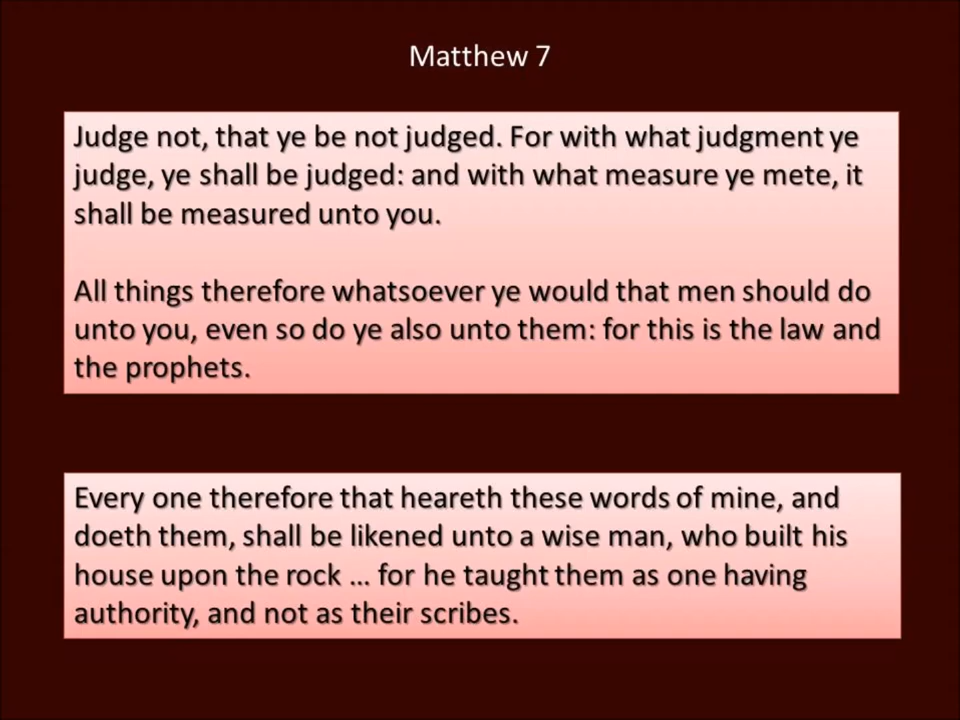 Matthew 7
Judge not, that ye be not judged. For with what judgment ye
judge, ye shall be judged: and with what measure ye mete, it
shall be measured unto you.
All things therefore whatsoever ye would that men should do
unto you, even so do ye also unto them: for this is the law and
the prophets.
Every one therefore that heareth these words of mine, and
doeth them, shall be likened unto a wise man, who built his
house upon the rock … for he taught them as one having
authority, and not as their scribes.